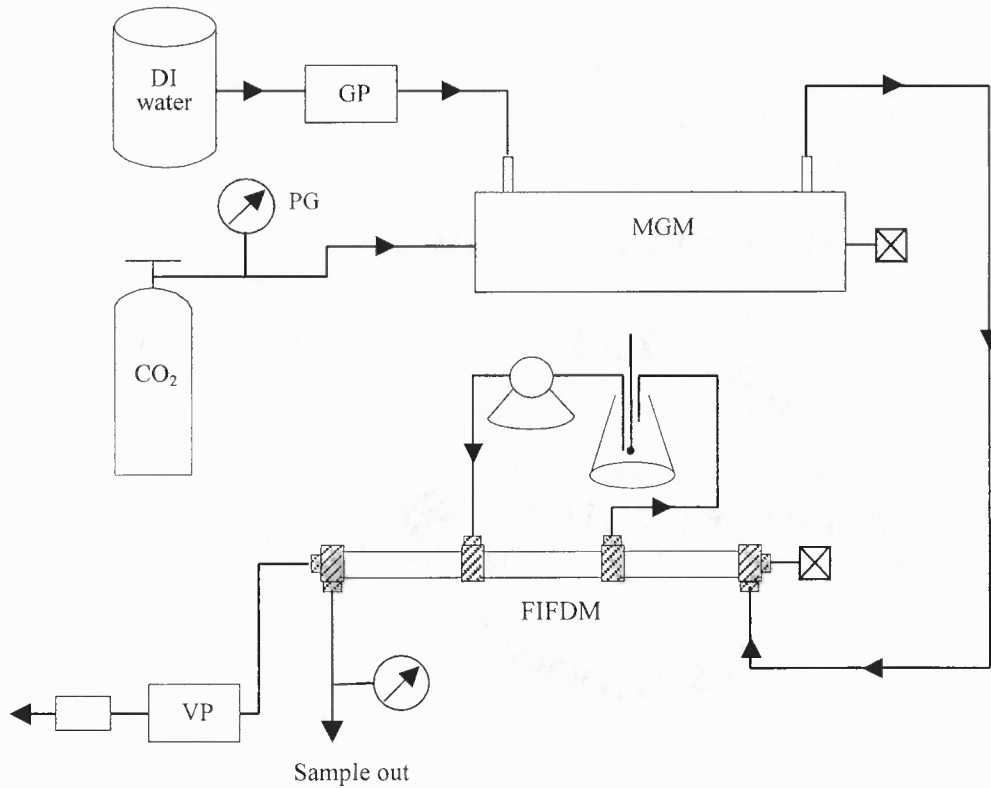 DI
water
GP
PG
MGM
CO₂
FIFDM
VP
Sample out